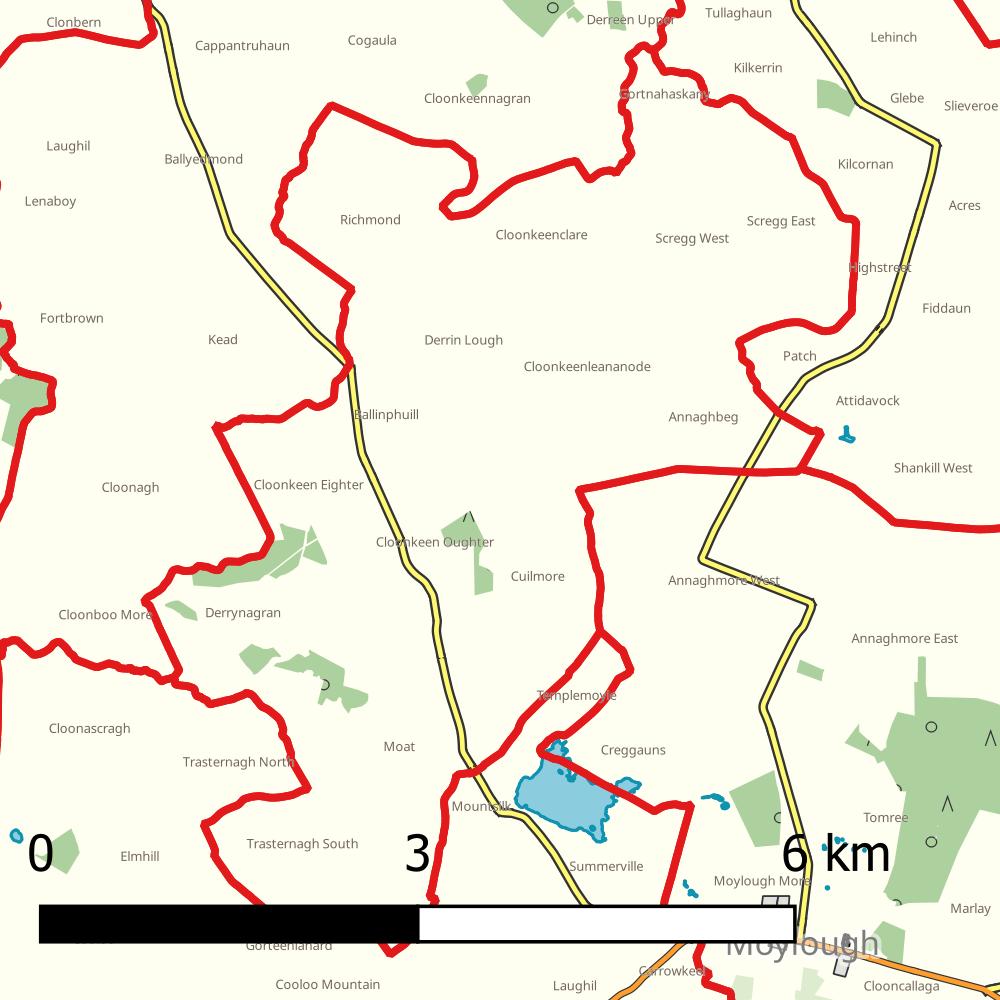 Tullaghaun
Clonbern
Derreen Upper
Cogaula
Lehinch
Cappantruhaun
Kilkerrin
Gortnahaskany
Cloonkeennagran
Glebe
Slieveroe
Laughil
Ballyedmond
Kilcornan
Lenaboy
Acres
Richmond
Scregg East
Cloonkeenclare
Scregg West
Highstreet
Fiddaun
Fortbrown
Kead
Derrin Lough
Patch
Cloonkeenleananode
Attidavock
Ballinphuill
Annaghbeg
Shankill West
Cloonagh
Cloonkeen Eighter
Cloonkeen Oughter
Cuilmore
Annaghmore West
Cloonboo More
Derrynagran
Annaghmore East
Templemoyle
Cloonascragh
Moat
Creggauns
Trasternagh North
Mountsilk
Tomree
Trasternagh South
Elmhill
0 3 6 km
Summerville
Moylough More
Marlay
Gorteenlahard
Moylough
Carrowkeel
Cooloo Mountain
Laughil
Clooncallaga